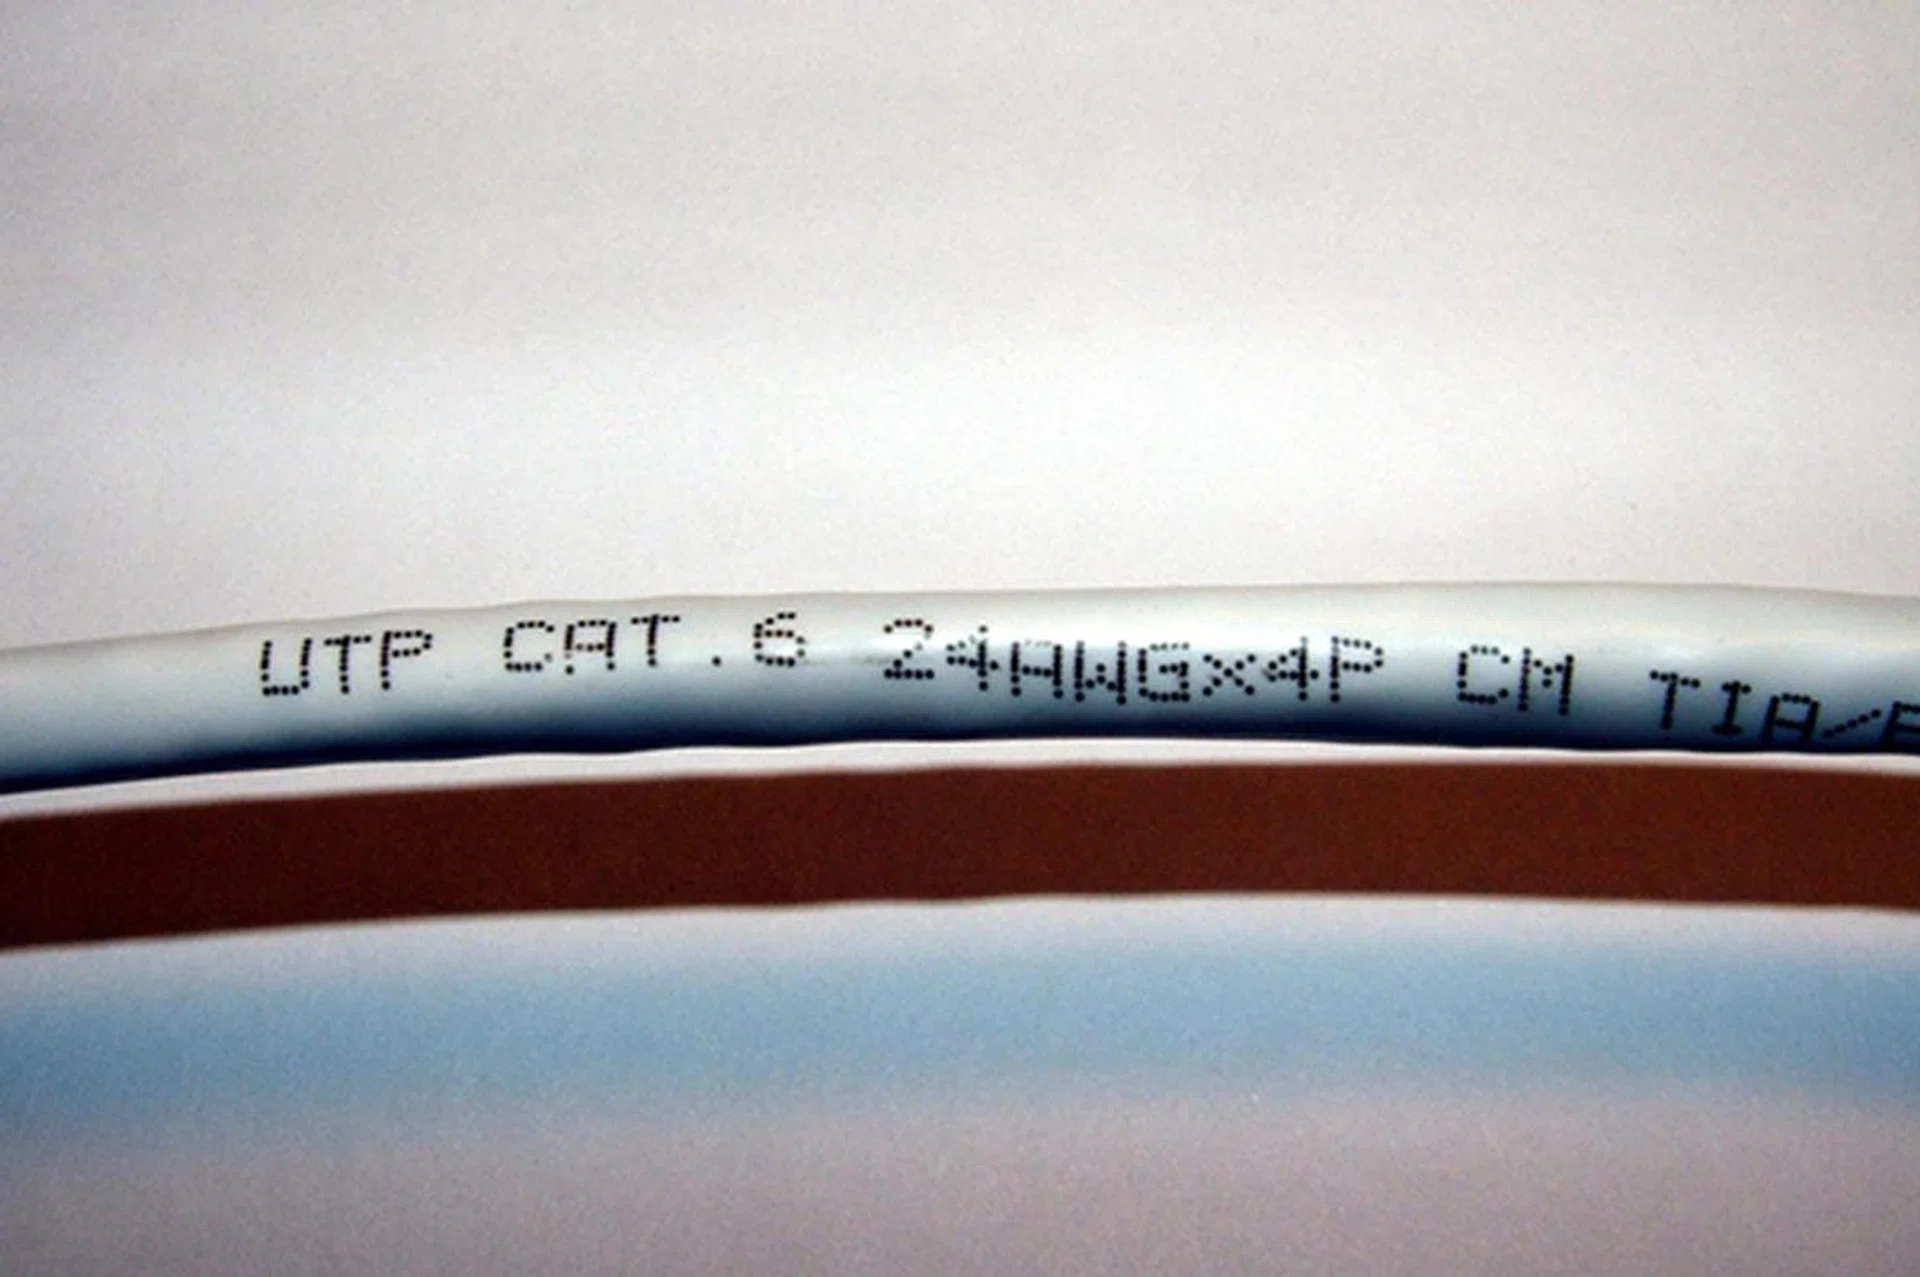 UTP CAT.6 24AWGx4P CM TIA/E